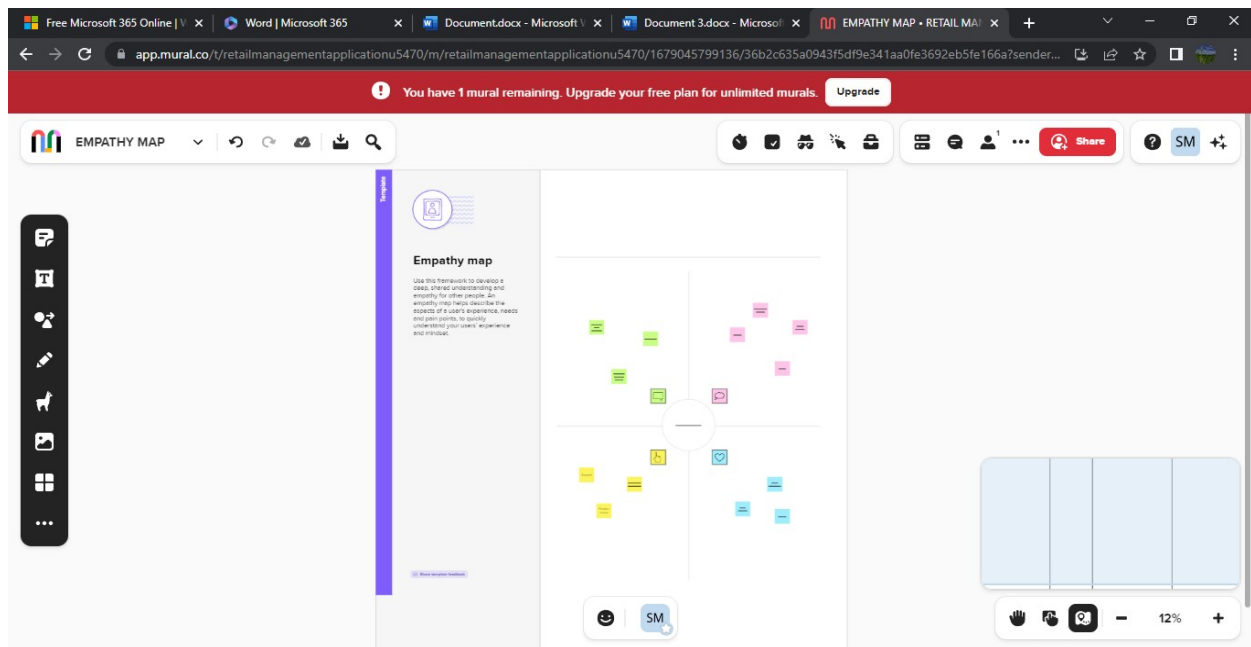 Free Microsoft 365 Online | V
Word | Microsoft 365
Document.docx - Microsoft V
Document 3.docx - Microsof
EMPATHY MAP • RETAIL MA
app.mural.co/t/retailmanagementapplicationu5470/m/retailmanagementapplicationu5470/1679045799136/36b2c635a0943f5df9e341aa0fe3692eb5fe166a?sender...
You have 1 mural remaining. Upgrade your free plan for unlimited murals.
Upgrade
EMPATHY MAP
1
Share
SM
Template
Empathy map
Use this framework to develop a
deep, shared understanding and
empathy for other people. An
empathy map helps describe the
aspects of a user's experience, needs
and pain points, to quickly
understand your users' experience
and mindset.
Share template feedback
SM
12%